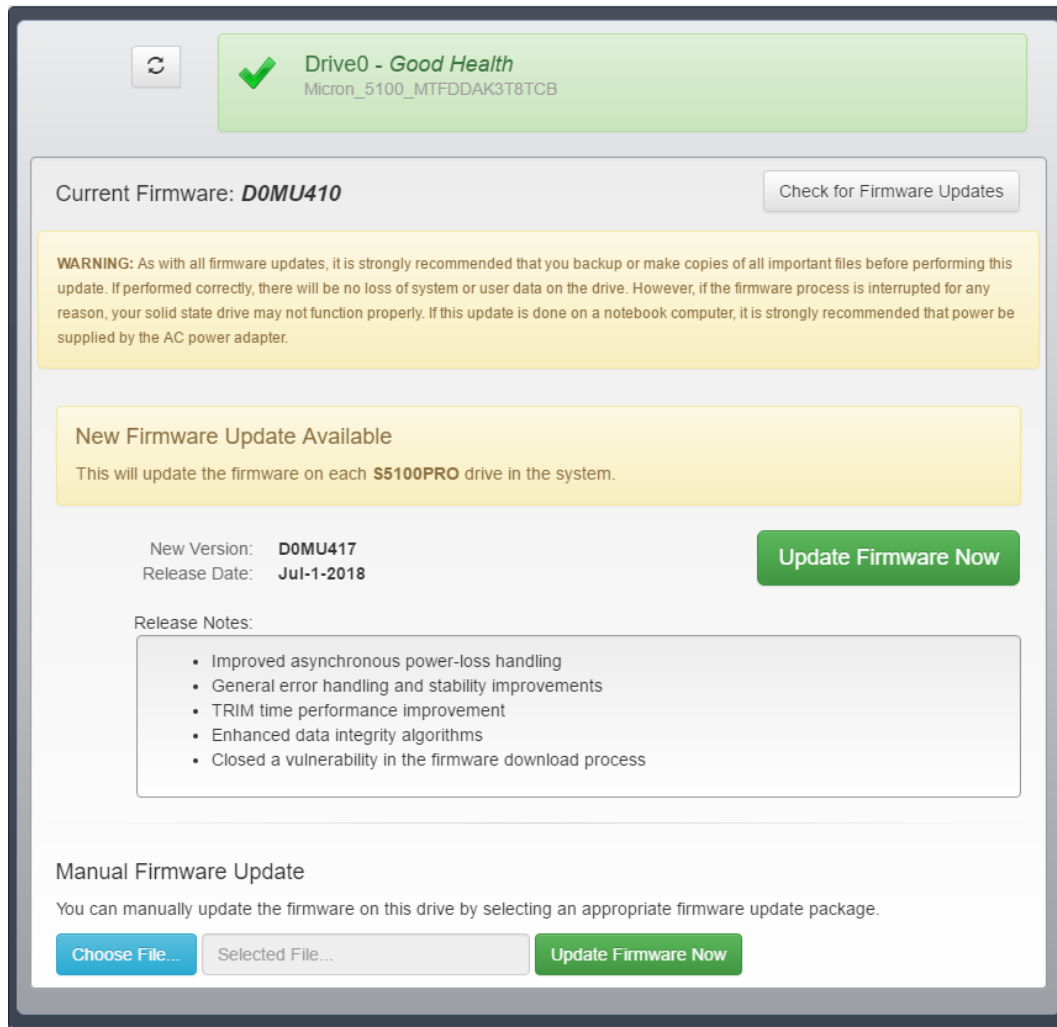 Drive0 - Good Health
Micron_5100_MTFDDAK3T8TCB
Current Firmware: D0MU410
Check for Firmware Updates
WARNING: As with all firmware updates, it is strongly recommended that you backup or make copies of all important files before performing this
update. If performed correctly, there will be no loss of system or user data on the drive. However, if the firmware process is interrupted for any
reason, your solid state drive may not function properly. If this update is done on a notebook computer, it is strongly recommended that power be
supplied by the AC power adapter.
New Firmware Update Available
This will update the firmware on each S5100PRO drive in the system.
New Version: D0MU417
Release Date: Jul-1-2018
Update Firmware Now
Release Notes:
• Improved asynchronous power-loss handling
• General error handling and stability improvements
• TRIM time performance improvement
• Enhanced data integrity algorithms
• Closed a vulnerability in the firmware download process
Manual Firmware Update
You can manually update the firmware on this drive by selecting an appropriate firmware update package.
Choose File... Selected File... Update Firmware Now